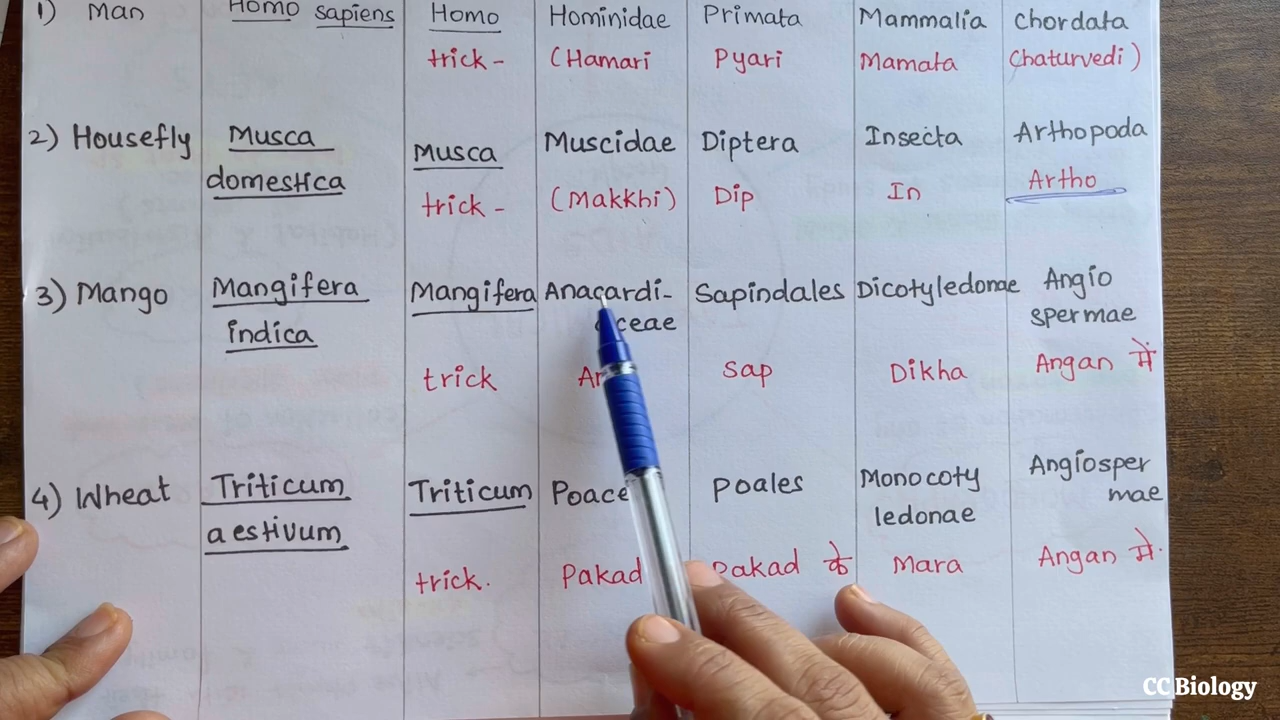 1) Man Homo sapiens Homo Hominidae Primata Mammalia Chordata
trick - (Hamari Pyari Mamata Chaturvedi)
2) Housefly Musca domestica Musca Muscidae Diptera Insecta Arthopoda
trick - (Makkhi) Dip In Artho
3) Mango Mangifera indica Mangifera Anacardi- aceae Sapindales Dicotyledonae Angio spermae
trick Sap Dikha Angan में
4) Wheat Triticum aestivum Triticum Poace Poales Monocoty ledonae Angiosper mae
trick. Pakad Pakad के Mara Angan में.
CC Biology